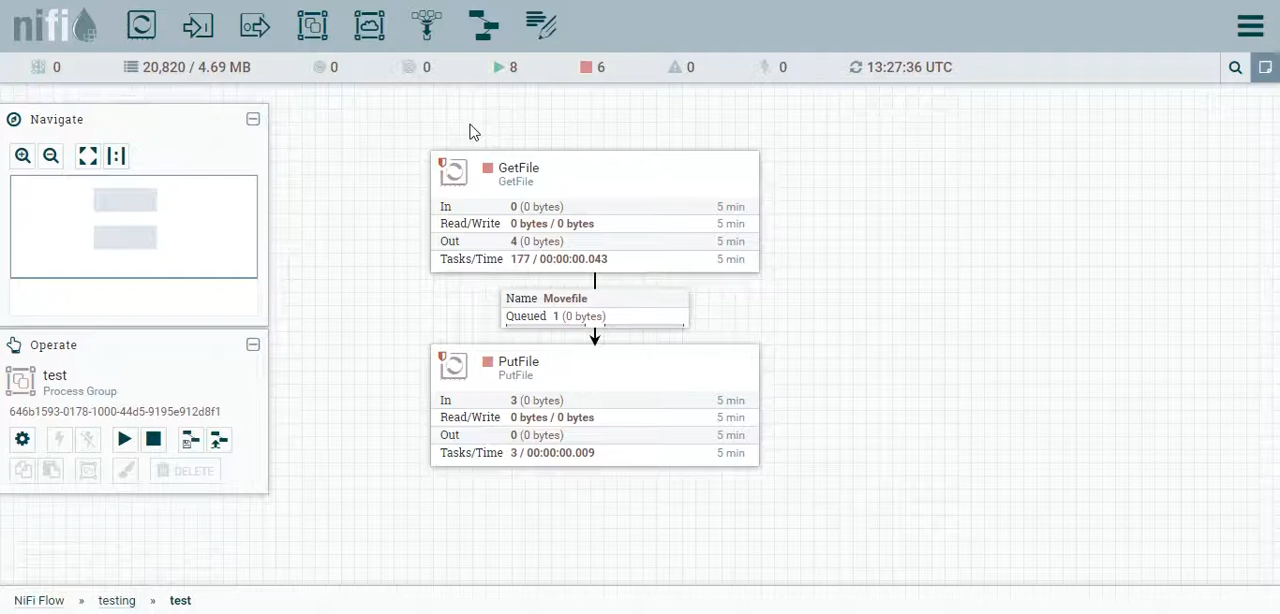 nifi
0 20,820 / 4.69 MB 0 0 8 6 0 0 13:27:36 UTC
Navigate
GetFile
GetFile
In 0 (0 bytes) 5 min
Read/Write 0 bytes / 0 bytes 5 min
Out 4 (0 bytes) 5 min
Tasks/Time 177 / 00:00:00.043 5 min
Name Movefile
Queued 1 (0 bytes)
Operate
test
Process Group
646b1593-0178-1000-44d5-9195e912d8f1
DELETE
PutFile
PutFile
In 3 (0 bytes) 5 min
Read/Write 0 bytes / 0 bytes 5 min
Out 0 (0 bytes) 5 min
Tasks/Time 3 / 00:00:00.009 5 min
NiFi Flow » testing » test